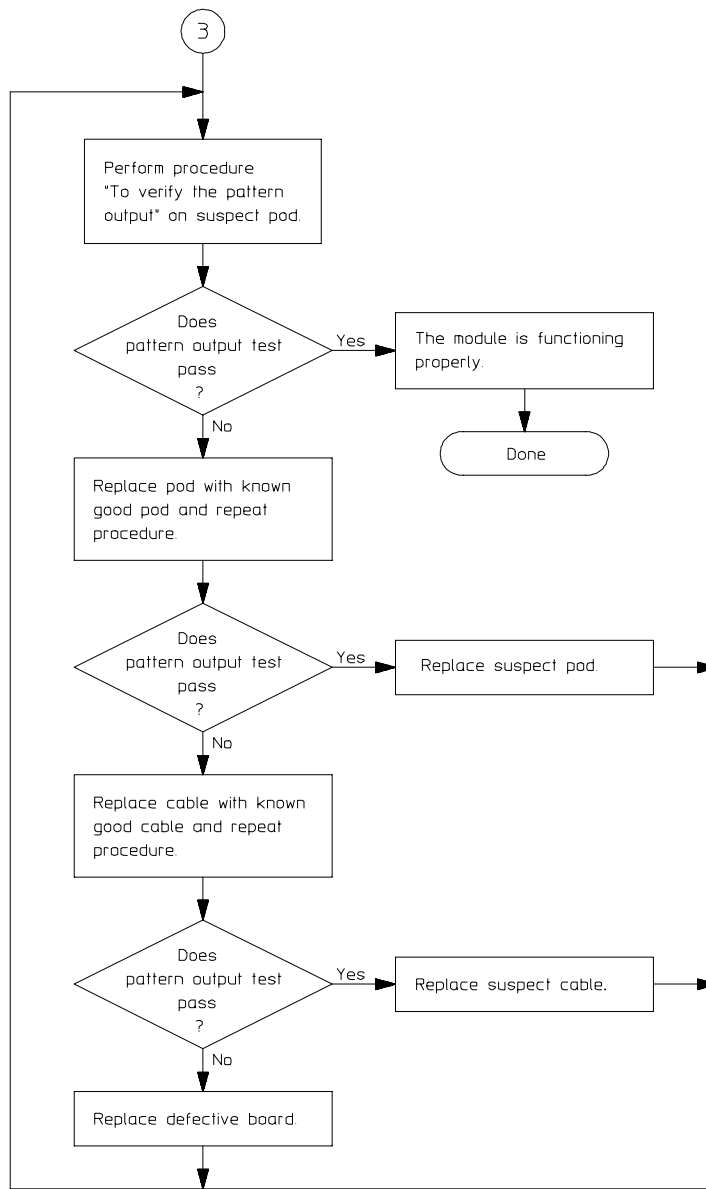 3
Perform procedure
"To verify the pattern
output" on suspect pod.
Does
pattern output test
pass
?
Yes
The module is functioning
properly.
Done
No
Replace pod with known
good pod and repeat
procedure.
Does
pattern output test
pass
?
Yes
Replace suspect pod.
No
Replace cable with known
good cable and repeat
procedure.
Does
pattern output test
pass
?
Yes
Replace suspect cable.
No
Replace defective board.